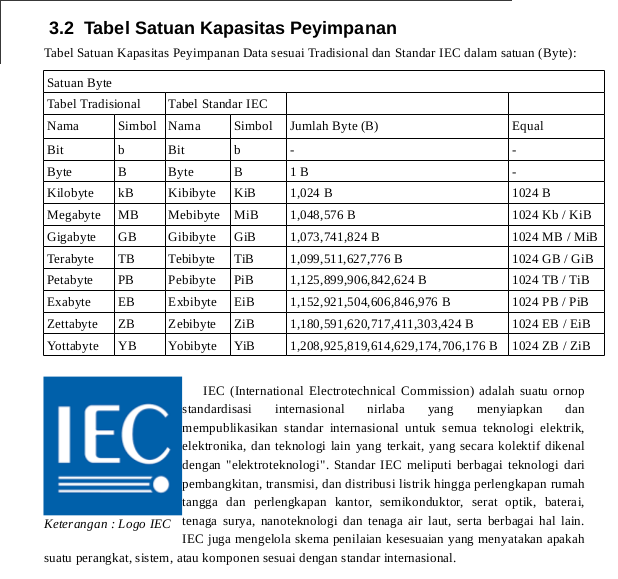 3.2 Tabel Satuan Kapasitas Peyimpanan
Tabel Satuan Kapasitas Peyimpanan Data sesuai Tradisional dan Standar IEC dalam satuan (Byte):
Satuan Byte
Tabel Tradisional Tabel Standar IEC
Nama Simbol Nama Simbol Jumlah Byte (B) Equal
Bit b Bit b - -
Byte B Byte B 1 B -
Kilobyte kB Kibibyte KiB 1,024 B 1024 B
Megabyte MB Mebibyte MiB 1,048,576 B 1024 Kb / KiB
Gigabyte GB Gibibyte GiB 1,073,741,824 B 1024 MB / MiB
Terabyte TB Tebibyte TiB 1,099,511,627,776 B 1024 GB / GiB
Petabyte PB Pebibyte PiB 1,125,899,906,842,624 B 1024 TB / TiB
Exabyte EB Exbibyte EiB 1,152,921,504,606,846,976 B 1024 PB / PiB
Zettabyte ZB Zebibyte ZiB 1,180,591,620,717,411,303,424 B 1024 EB / EiB
Yottabyte YB Yobibyte YiB 1,208,925,819,614,629,174,706,176 B 1024 ZB / ZiB
IEC
Keterangan : Logo IEC
IEC (International Electrotechnical Commission) adalah suatu ornop
standardisasi internasional nirlaba yang menyiapkan dan
mempublikasikan standar internasional untuk semua teknologi elektrik,
elektronika, dan teknologi lain yang terkait, yang secara kolektif dikenal
dengan "elektroteknologi". Standar IEC meliputi berbagai teknologi dari
pembangkitan, transmisi, dan distribusi listrik hingga perlengkapan rumah
tangga dan perlengkapan kantor, semikonduktor, serat optik, baterai,
tenaga surya, nanoteknologi dan tenaga air laut, serta berbagai hal lain.
IEC juga mengelola skema penilaian kesesuaian yang menyatakan apakah
suatu perangkat, sistem, atau komponen sesuai dengan standar internasional.